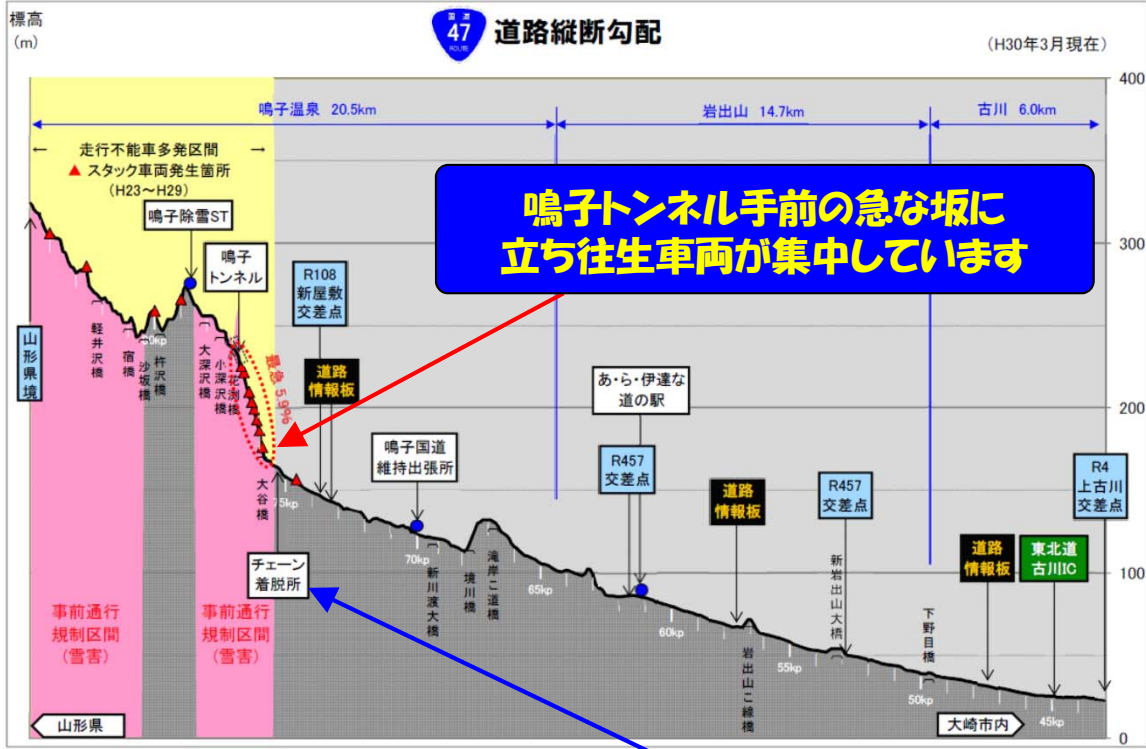 標高
(m)
国道
47
ROUTE
道路縦断勾配
(H30年3月現在)
400
300
200
100
0
鳴子温泉 20.5km
岩出山 14.7km
古川 6.0km
← 走行不能車多発区間 →
▲ スタック車両発生箇所
(H23～H29)
鳴子除雪ST
鳴子
トンネル
鳴子トンネル手前の急な坂に
立ち往生車両が集中しています
R108
新屋敷
交差点
道路
情報板
山形県境
軽井沢橋
宿橋
沙坂橋
80kp
杵沢橋
大深沢橋
小深沢橋
花渕橋
最急 5.9%
大谷橋
75kp
チェーン
着脱所
鳴子国道
維持出張所
70kp
新川渡大橋
境川橋
滝岸こ道橋
65kp
あ・ら・伊達な
道の駅
R457
交差点
60kp
道路
情報板
岩出山こ線橋
55kp
R457
交差点
新岩出山大橋
下野目橋
50kp
道路
情報板
東北道
古川IC
45kp
R4
上古川
交差点
事前通行
規制区間
(雪害)
事前通行
規制区間
(雪害)
山形県
大崎市内